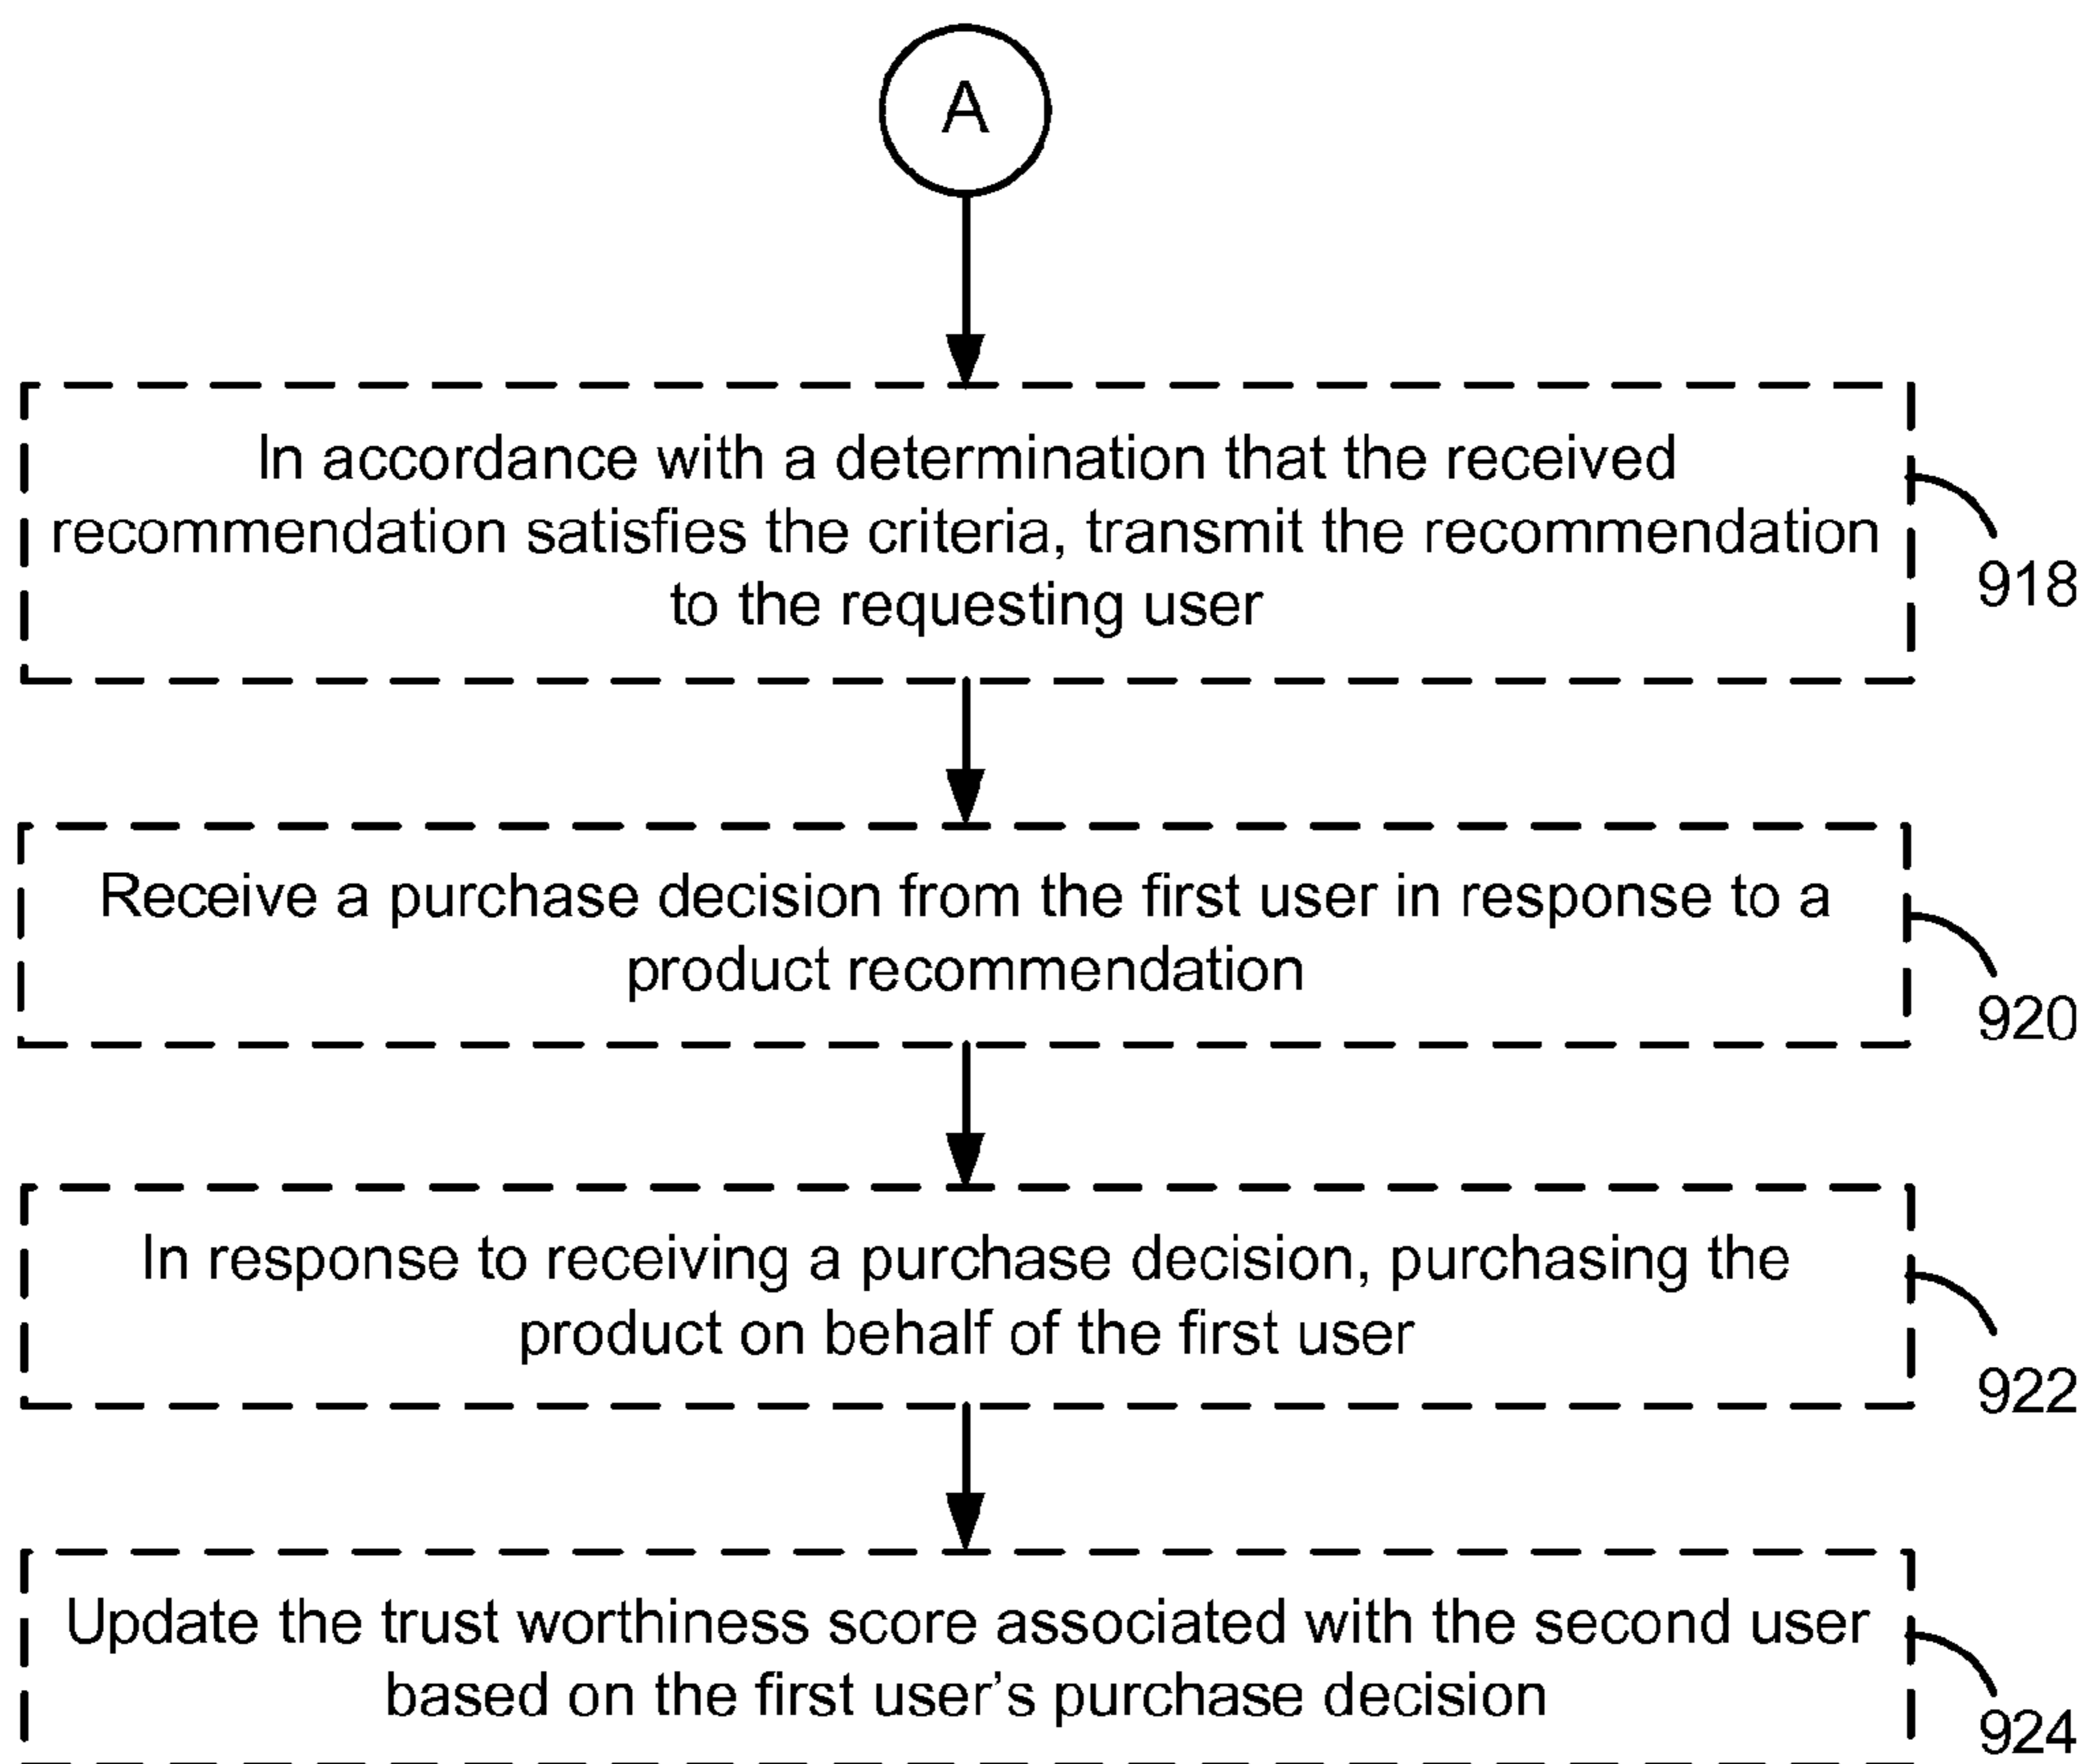 A
In accordance with a determination that the received
recommendation satisfies the criteria, transmit the recommendation
to the requesting user
918
Receive a purchase decision from the first user in response to a
product recommendation
920
In response to receiving a purchase decision, purchasing the
product on behalf of the first user
922
Update the trust worthiness score associated with the second user
based on the first user’s purchase decision
924